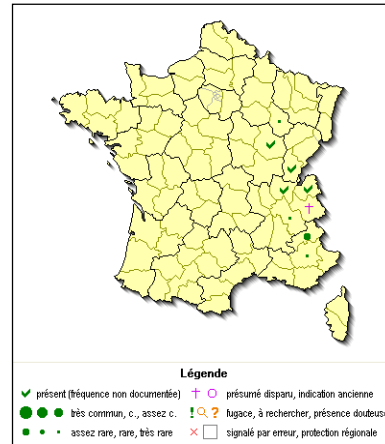 Légende
présent (fréquence non documentée) présumé disparu, indication ancienne
très commun, c., assez c. fugace, à rechercher, présence douteuse
assez rare, rare, très rare signalé par erreur, protection régionale